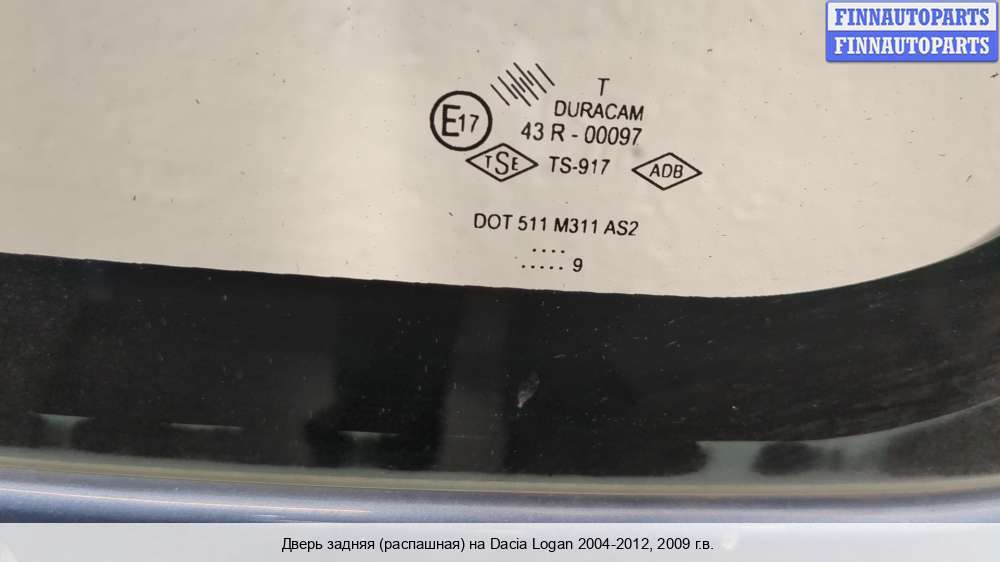 FINNAUTOPARTS
FINNAUTOPARTS
T
DURACAM
E17
43 R - 00097
TSE
TS-917
ADB
DOT 511 M311 AS2
....
..... 9
Дверь задняя (распашная) на Dacia Logan 2004-2012, 2009 г.в.